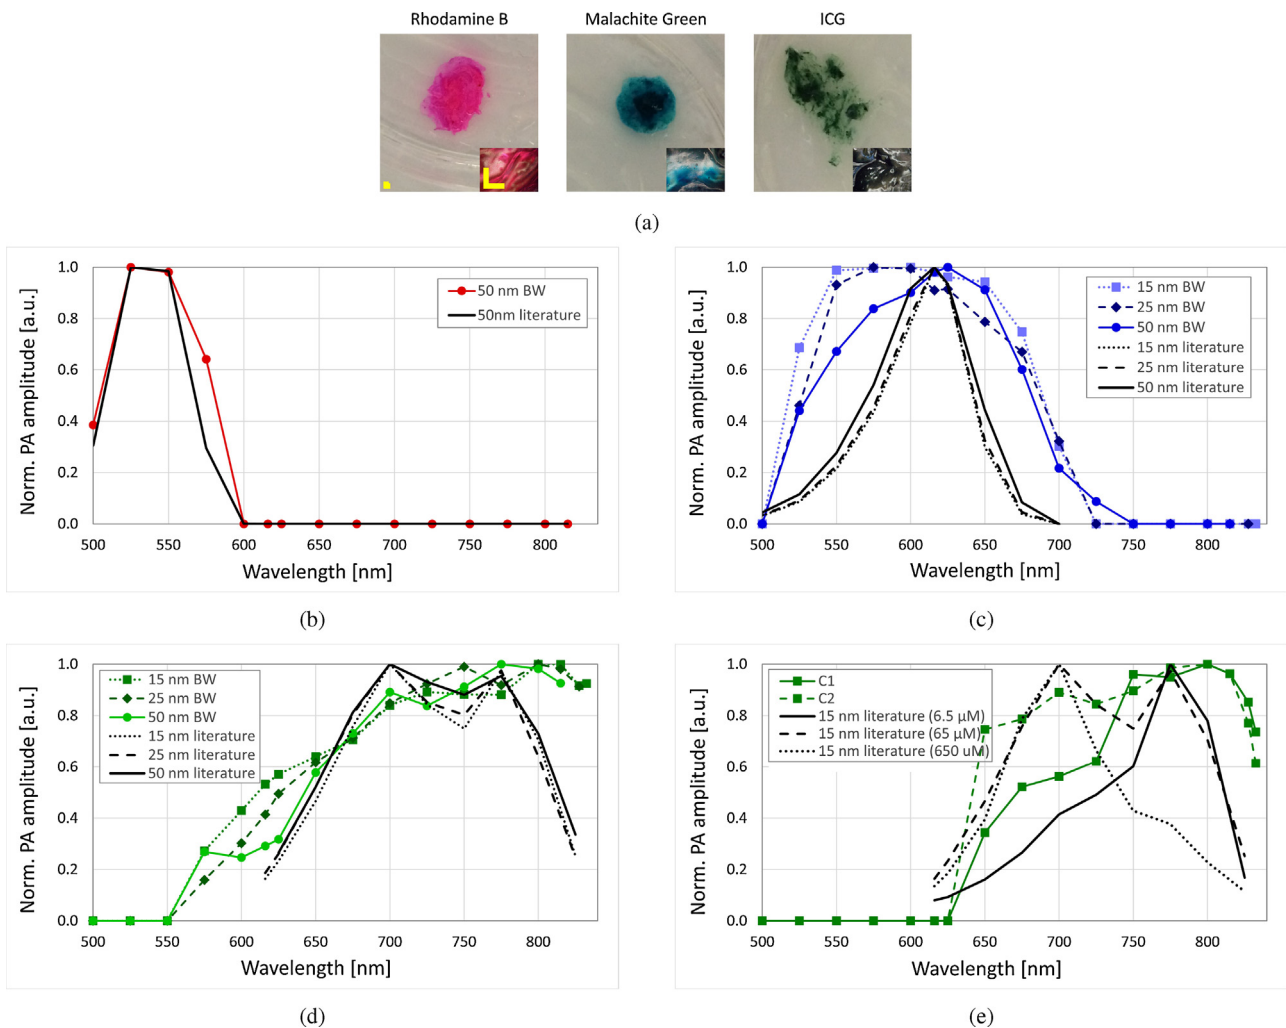 Rhodamine B
Malachite Green
ICG
(a)
Norm. PA amplitude [a.u.]
1.0
0.8
0.6
0.4
0.2
0.0
50 nm BW
50nm literature
500 550 600 650 700 750 800
Wavelength [nm]
(b)
Norm. PA amplitude [a.u.]
1.0
0.8
0.6
0.4
0.2
0.0
15 nm BW
25 nm BW
50 nm BW
15 nm literature
25 nm literature
50 nm literature
500 550 600 650 700 750 800
Wavelength [nm]
(c)
Norm. PA amplitude [a.u.]
1.0
0.8
0.6
0.4
0.2
0.0
15 nm BW
25 nm BW
50 nm BW
15 nm literature
25 nm literature
50 nm literature
500 550 600 650 700 750 800
Wavelength [nm]
(d)
Norm. PA amplitude [a.u.]
1.0
0.8
0.6
0.4
0.2
0.0
C1
C2
15 nm literature (6.5 μM)
15 nm literature (65 μM)
15 nm literature (650 uM)
500 550 600 650 700 750 800
Wavelength [nm]
(e)